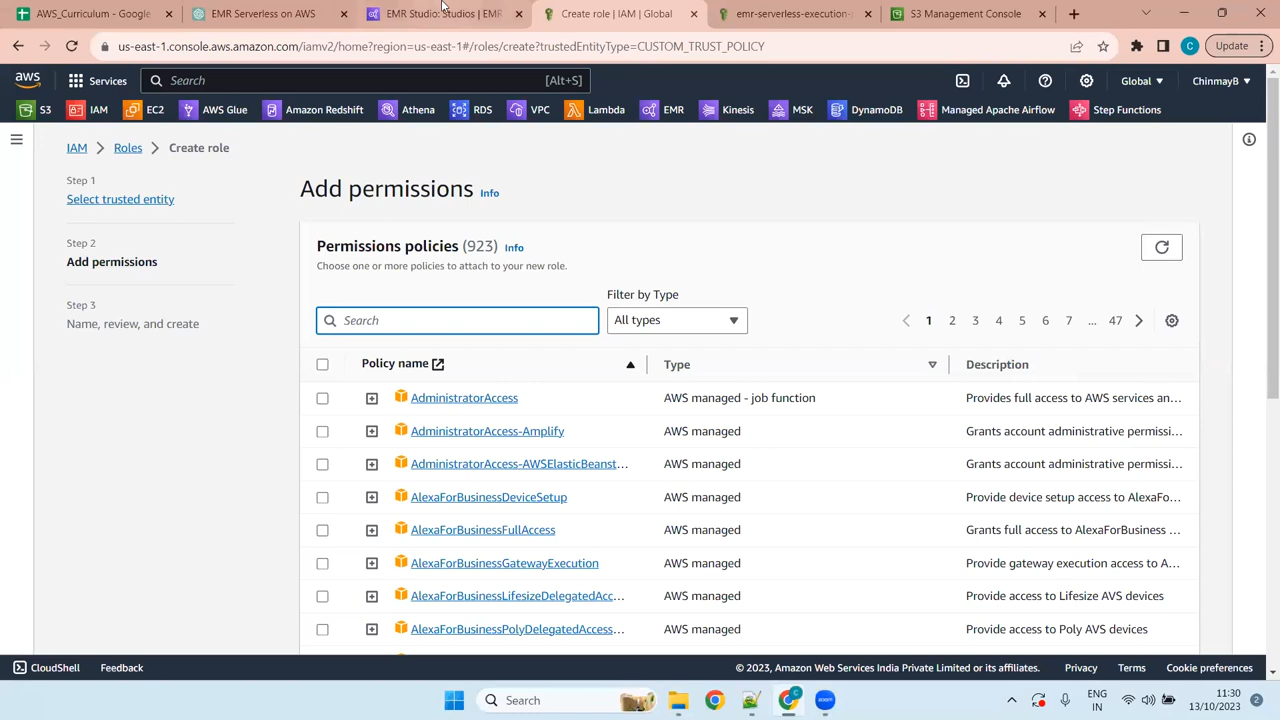 AWS_Curriculum - Google
EMR Serverless on AWS
EMR Studio: Studios | EMR
Create role | IAM | Global
emr-serverless-execution-
S3 Management Console
us-east-1.console.aws.amazon.com/iamv2/home?region=us-east-1#/roles/create?trustedEntityType=CUSTOM_TRUST_POLICY
C
Update
aws
Services
Search
[Alt+S]
Global
ChinmayB
S3
IAM
EC2
AWS Glue
Amazon Redshift
Athena
RDS
VPC
Lambda
EMR
Kinesis
MSK
DynamoDB
Managed Apache Airflow
Step Functions
IAM
Roles
Create role
Step 1
Select trusted entity
Step 2
Add permissions
Step 3
Name, review, and create
Add permissions Info
Permissions policies (923) Info
Choose one or more policies to attach to your new role.
Filter by Type
Search
All types
1 2 3 4 5 6 7 ... 47
Policy name
Type
Description
AdministratorAccess
AWS managed - job function
Provides full access to AWS services an...
AdministratorAccess-Amplify
AWS managed
Grants account administrative permissi...
AdministratorAccess-AWSElasticBeanst...
AWS managed
Grants account administrative permissi...
AlexaForBusinessDeviceSetup
AWS managed
Provide device setup access to AlexaFo...
AlexaForBusinessFullAccess
AWS managed
Grants full access to AlexaForBusiness ...
AlexaForBusinessGatewayExecution
AWS managed
Provide gateway execution access to A...
AlexaForBusinessLifesizeDelegatedAcc...
AWS managed
Provide access to Lifesize AVS devices
AlexaForBusinessPolyDelegatedAccess...
AWS managed
Provide access to Poly AVS devices
CloudShell
Feedback
© 2023, Amazon Web Services India Private Limited or its affiliates.
Privacy
Terms
Cookie preferences
Search
zoom
ENG
IN
11:30
13/10/2023
2